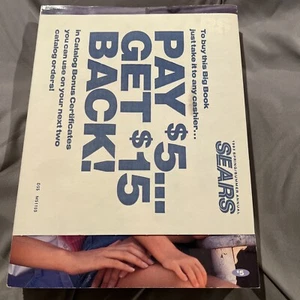 To buy this Big Book
just take it to any cashier...
PAY $5...
GET $15
BACK!
in Catalog Bonus Certificates
you can use on your next two
catalog orders!
SEARS
$5